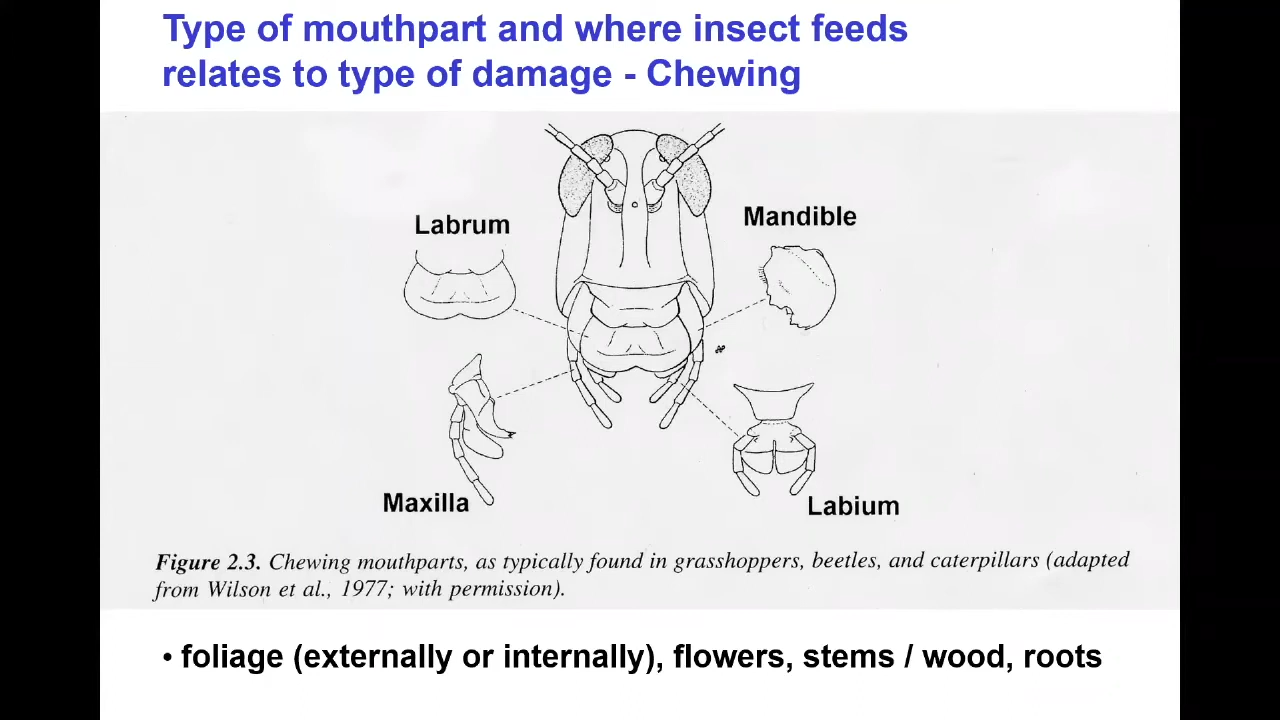 Type of mouthpart and where insect feeds
relates to type of damage - Chewing
Labrum
Mandible
Maxilla
Labium
Figure 2.3. Chewing mouthparts, as typically found in grasshoppers, beetles, and caterpillars (adapted
from Wilson et al., 1977; with permission).
• foliage (externally or internally), flowers, stems / wood, roots